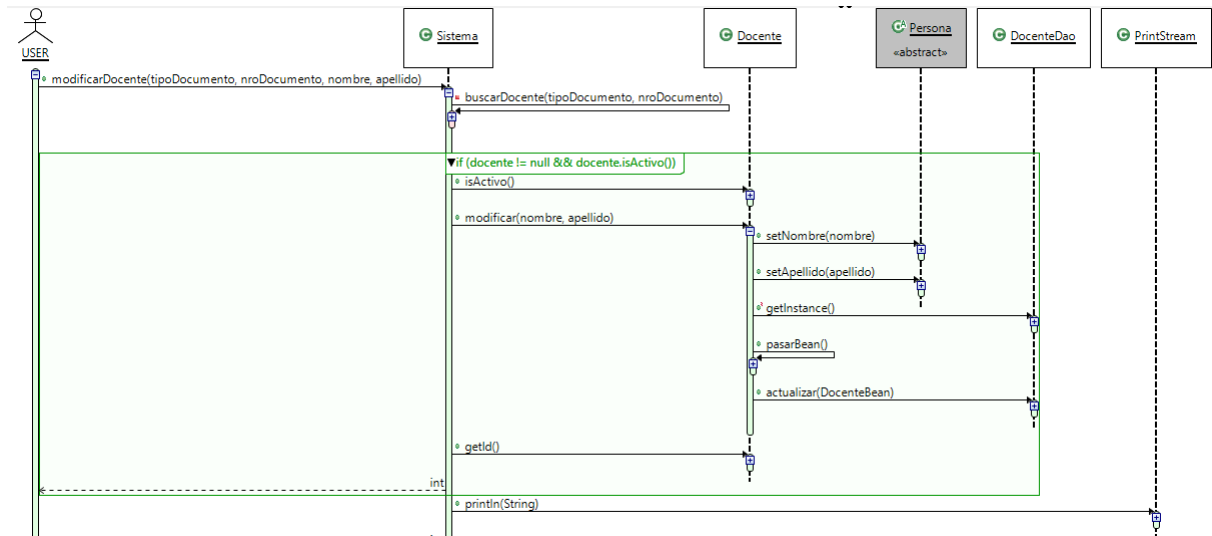 USER
Sistema
Docente
Persona
«abstract»
DocenteDao
PrintStream
modificarDocente(tipoDocumento, nroDocumento, nombre, apellido)
buscarDocente(tipoDocumento, nroDocumento)
if (docente != null && docente.isActivo())
isActivo()
modificar(nombre, apellido)
setNombre(nombre)
setApellido(apellido)
getInstance()
pasarBean()
actualizar(DocenteBean)
getId()
int
println(String)